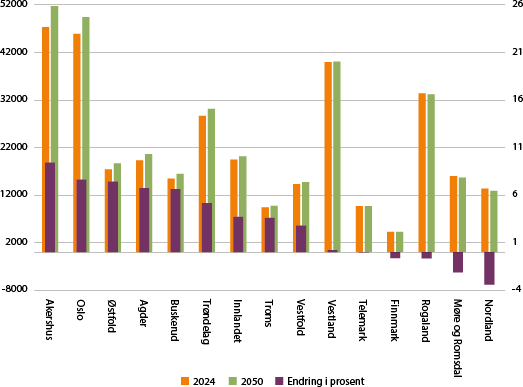 52000
42000
32000
22000
12000
2000
-8000
26
21
16
11
6
1
-4
Akershus
Oslo
Østfold
Agder
Buskerud
Trøndelag
Innlandet
Troms
Vestfold
Vestland
Telemark
Finnmark
Rogaland
Møre og Romsdal
Nordland
2024 2050 Endring i prosent